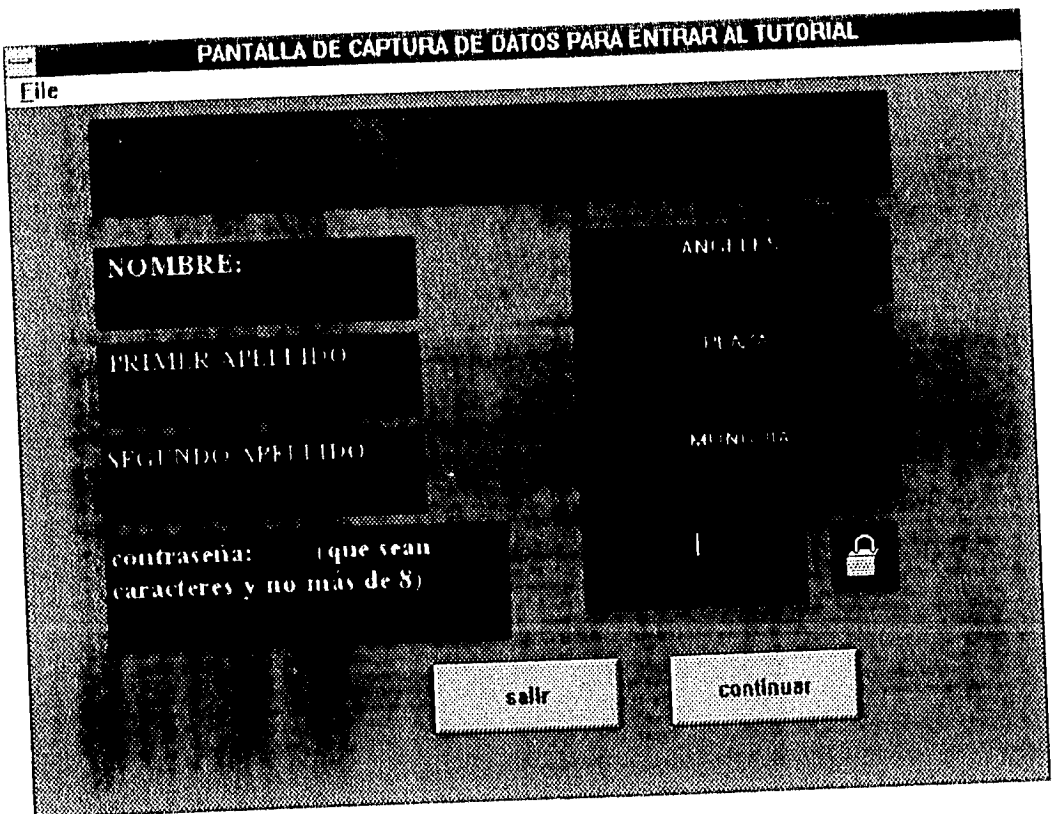 PANTALLA DE CAPTURA DE DATOS PARA ENTRAR AL TUTORIAL
File
NOMBRE:
ANGELES
PRIMER APELLIDO
SEGUNDO APELLIDO
contraseña: (que sean
caracteres y no más de 8)
salir
continuar